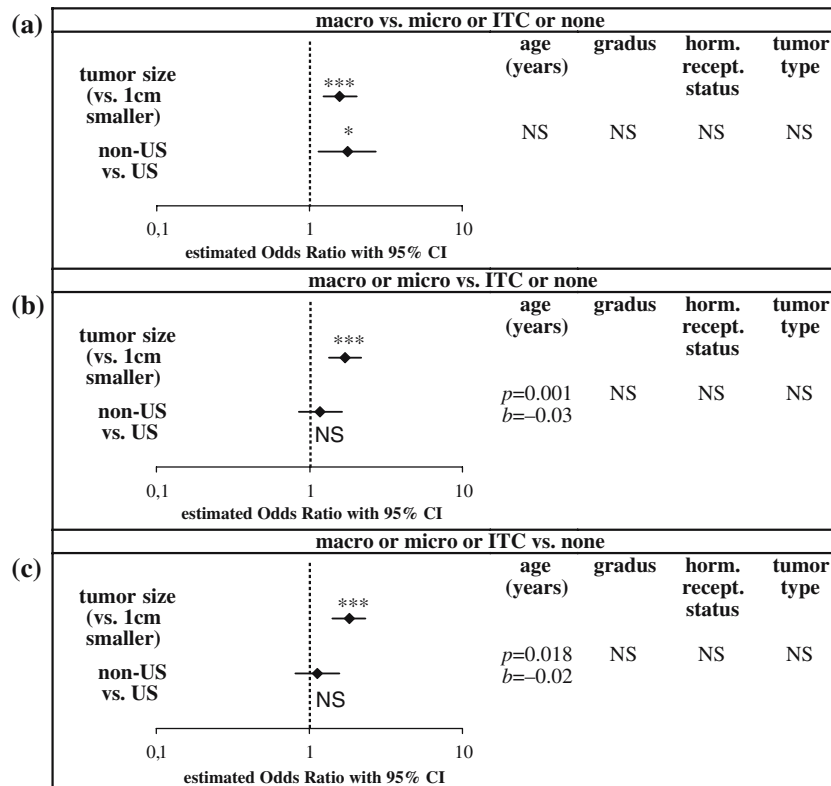 (a)
macro vs. micro or ITC or none
tumor size
(vs. 1cm
smaller)
***
non-US
vs. US
*
0,1 1 10
estimated Odds Ratio with 95% CI
age
(years)
gradus
horm.
recept.
status
tumor
type
NS NS NS NS
(b)
macro or micro vs. ITC or none
tumor size
(vs. 1cm
smaller)
***
non-US
vs. US
NS
0,1 1 10
estimated Odds Ratio with 95% CI
age
(years)
gradus
horm.
recept.
status
tumor
type
p=0.001 NS NS NS
b=–0.03
(c)
macro or micro or ITC vs. none
tumor size
(vs. 1cm
smaller)
***
non-US
vs. US
NS
0,1 1 10
estimated Odds Ratio with 95% CI
age
(years)
gradus
horm.
recept.
status
tumor
type
p=0.018 NS NS NS
b=–0.02